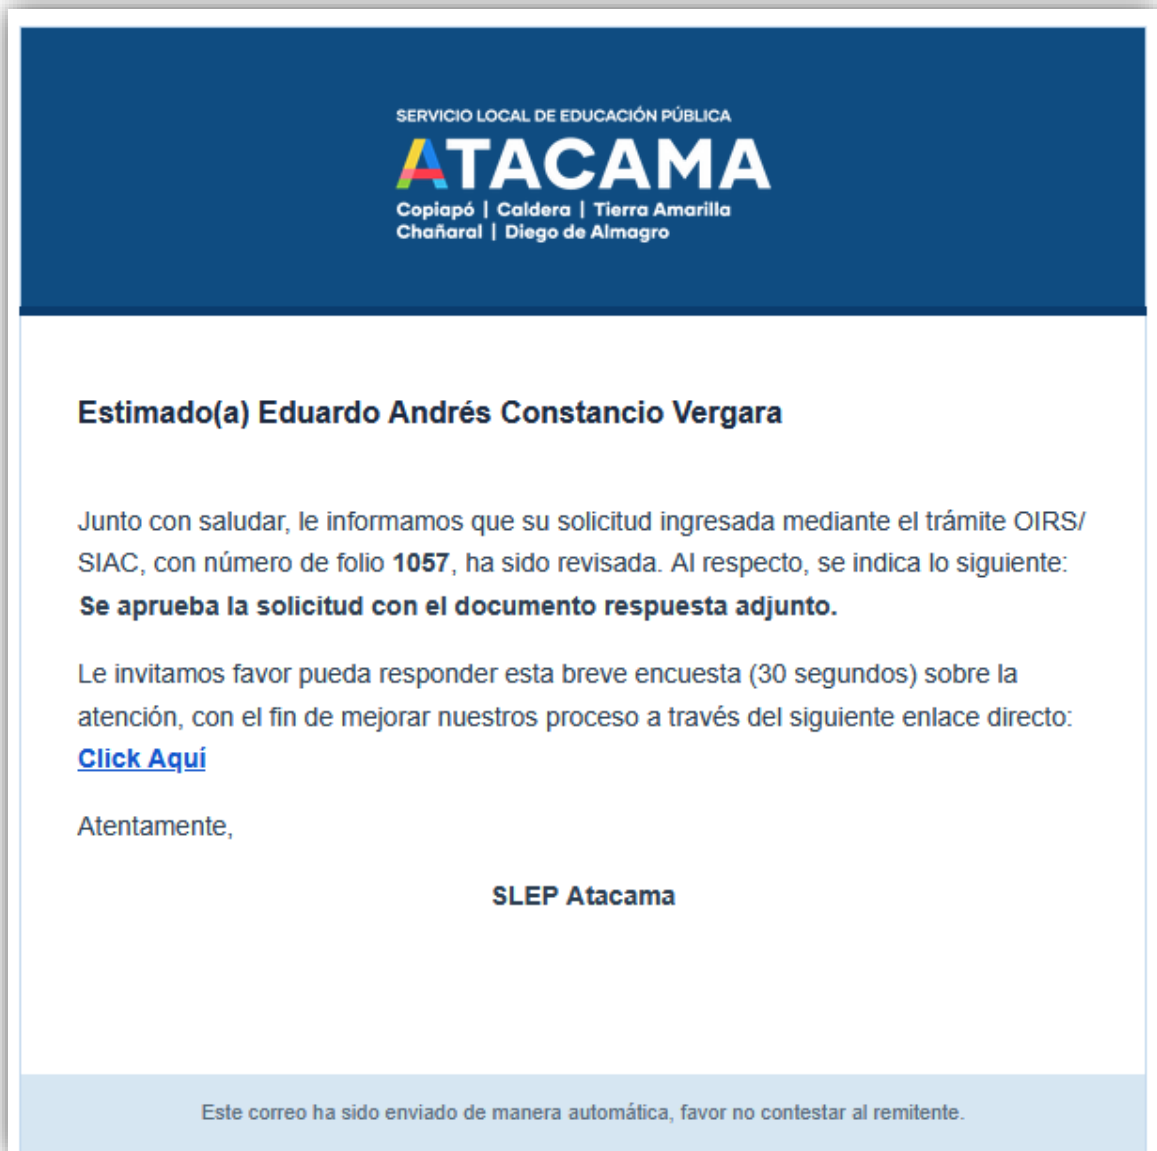 SERVICIO LOCAL DE EDUCACIÓN PÚBLICA
ATACAMA
Copiapó | Caldera | Tierra Amarilla
Chañaral | Diego de Almagro
Estimado(a) Eduardo Andrés Constancio Vergara
Junto con saludar, le informamos que su solicitud ingresada mediante el trámite OIRS/
SIAC, con número de folio 1057, ha sido revisada. Al respecto, se indica lo siguiente:
Se aprueba la solicitud con el documento respuesta adjunto.
Le invitamos favor pueda responder esta breve encuesta (30 segundos) sobre la
atención, con el fin de mejorar nuestros proceso a través del siguiente enlace directo:
Click Aquí
Atentamente,
SLEP Atacama
Este correo ha sido enviado de manera automática, favor no contestar al remitente.